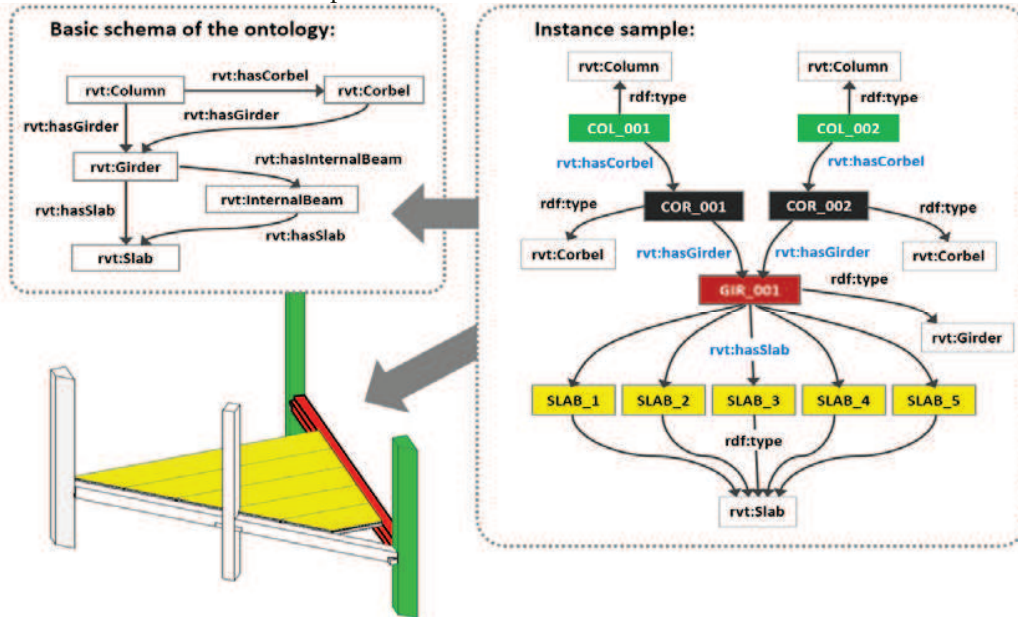 Basic schema of the ontology:
rvt:hasCorbel
rvt:Column
rvt:Corbel
rvt:hasGirder
rvt:hasGirder
rvt:Girder
rvt:hasInternalBeam
rvt:InternalBeam
rvt:hasSlab
rvt:hasSlab
rvt:Slab
Instance sample:
rvt:Column
rvt:Column
rdf:type
rdf:type
COL_001
COL_002
rvt:hasCorbel
rvt:hasCorbel
rdf:type
COR_001
COR_002
rdf:type
rvt:Corbel
rvt:hasGirder
rvt:hasGirder
rvt:Corbel
GIR_001
rdf:type
rvt:Girder
rvt:hasSlab
SLAB_1
SLAB_2
SLAB_3
SLAB_4
SLAB_5
rdf:type
rvt:Slab